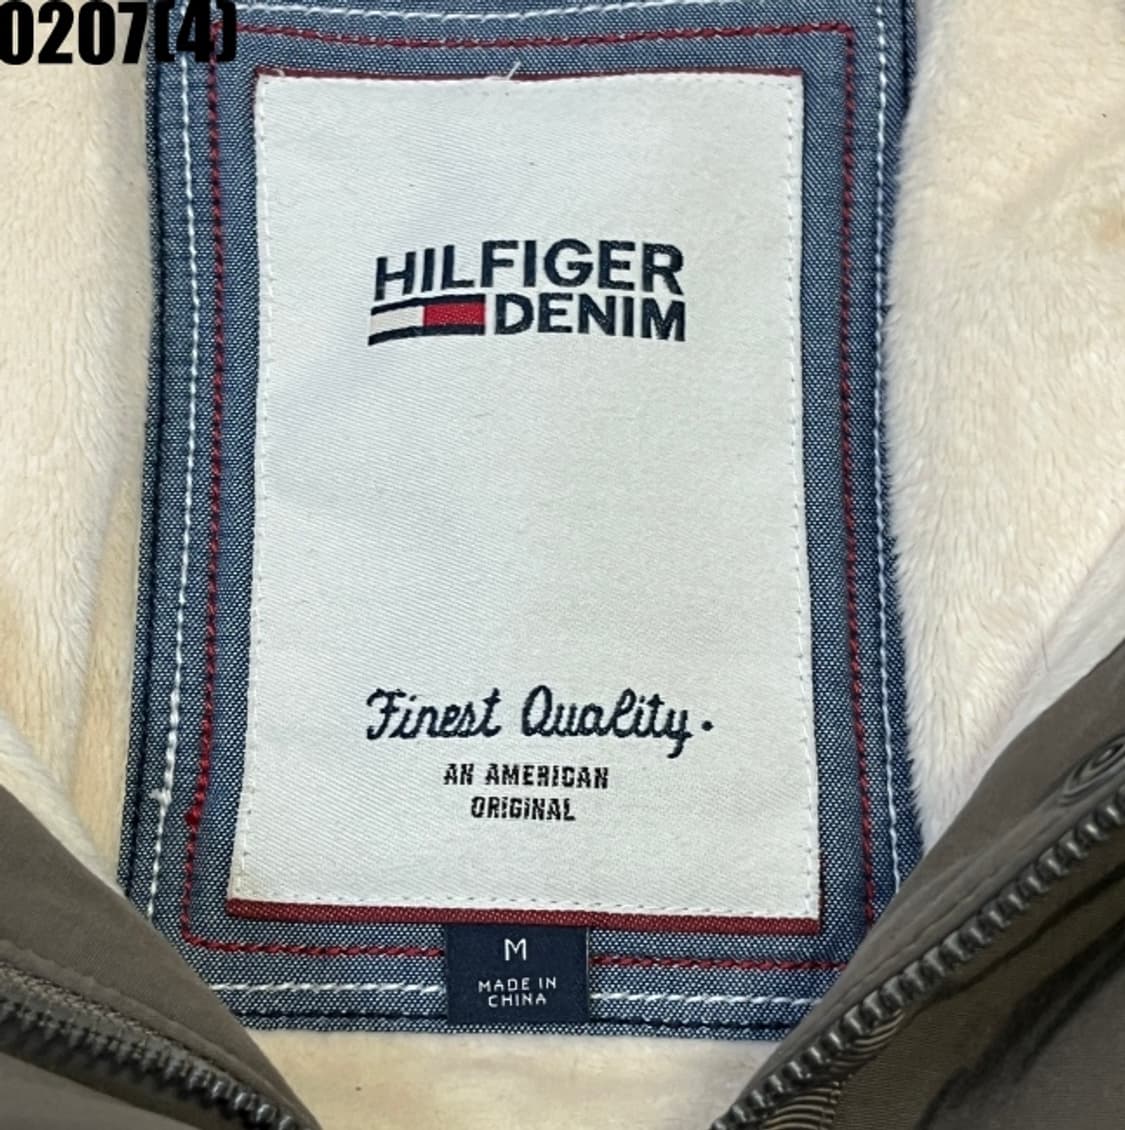 0207(4)
HILFIGER
DENIM
Finest Quality.
AN AMERICAN
ORIGINAL
M
MADE IN
CHINA